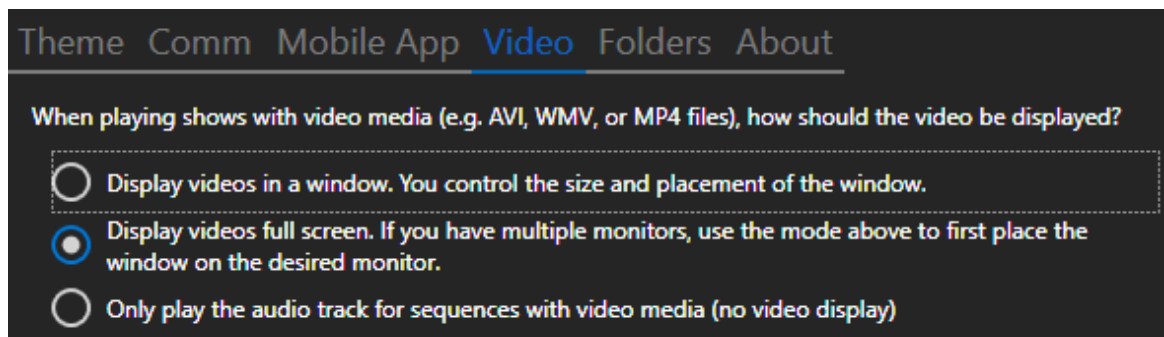 Theme Comm Mobile App Video Folders About
When playing shows with video media (e.g. AVI, WMV, or MP4 files), how should the video be displayed?
Display videos in a window. You control the size and placement of the window.
Display videos full screen. If you have multiple monitors, use the mode above to first place the
window on the desired monitor.
Only play the audio track for sequences with video media (no video display)